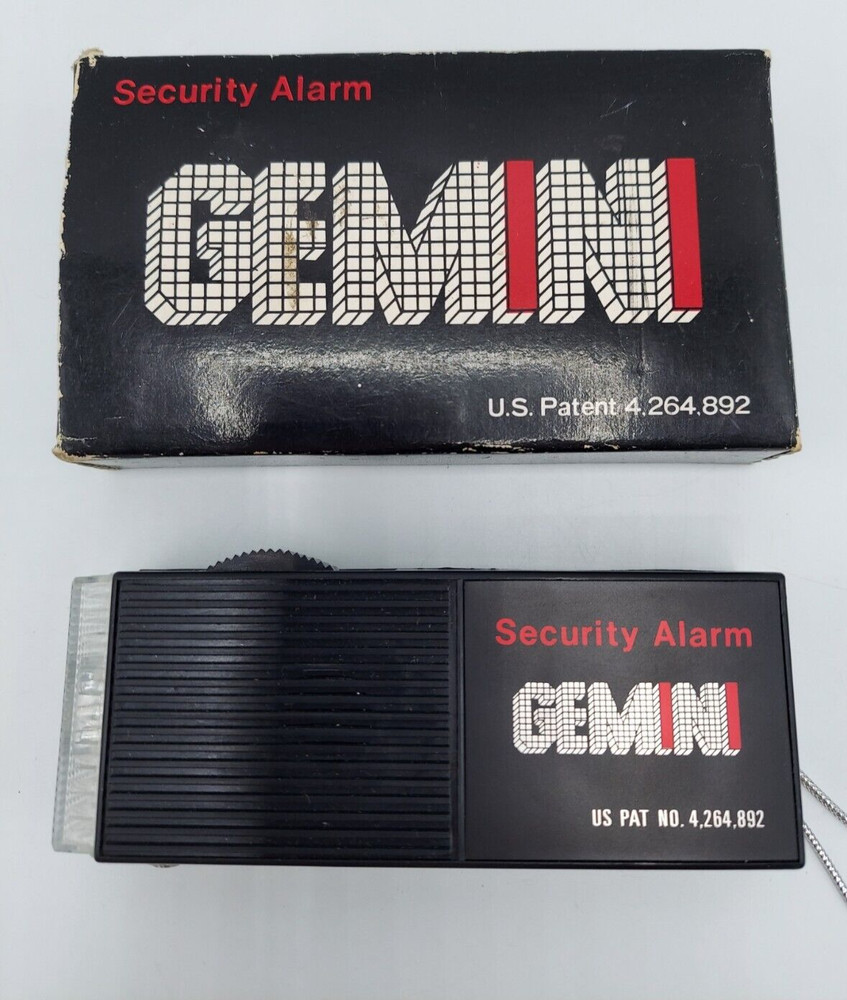 Security Alarm
GEMINI
U.S. Patent 4.264.892
Security Alarm
GEMINI
US PAT NO. 4,264,892